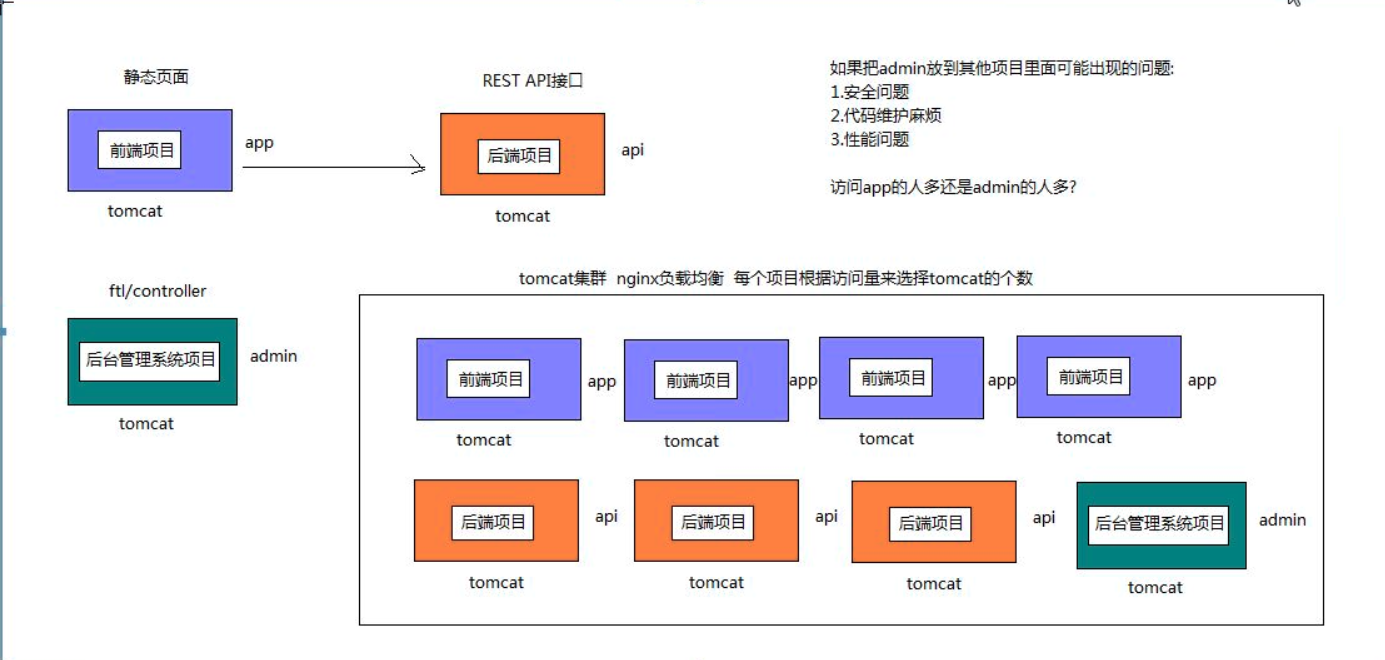 静态页面
前端项目
app
tomcat
REST API接口
后端项目
api
tomcat
如果把admin放到其他项目里面可能出现的问题:
1.安全问题
2.代码维护麻烦
3.性能问题
访问app的人多还是admin的人多?
ftl/controller
后台管理系统项目
admin
tomcat
tomcat集群 nginx负载均衡 每个项目根据访问量来选择tomcat的个数
前端项目
app
tomcat
前端项目
app
tomcat
前端项目
app
tomcat
前端项目
app
tomcat
后端项目
api
tomcat
后端项目
api
tomcat
后端项目
api
tomcat
后台管理系统项目
admin
tomcat